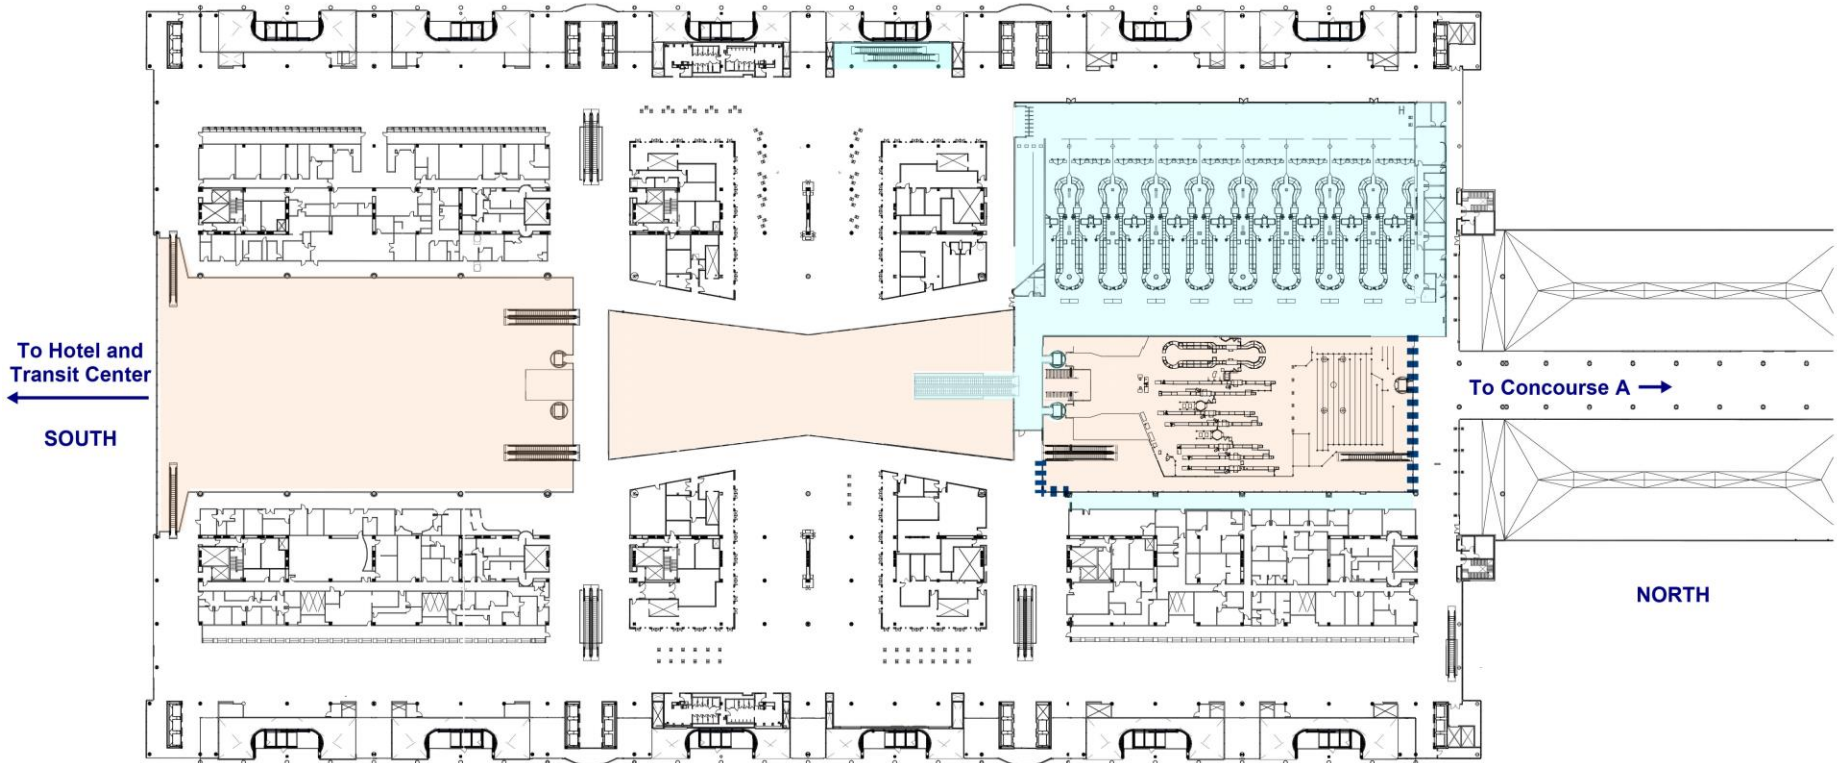 To Hotel and
Transit Center
SOUTH
To Concourse A
NORTH